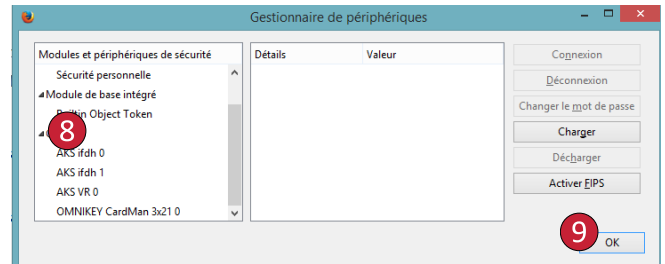 Gestionnaire de périphériques
Modules et périphériques de sécurité
Détails Valeur
Sécurité personnelle
Module de base intégré
Object Token
8
AKS ifdh 0
AKS ifdh 1
AKS VR 0
OMNIKEY CardMan 3x21 0
Connexion
Déconnexion
Changer le mot de passe
Charger
Décharger
Activer FIPS
9
OK